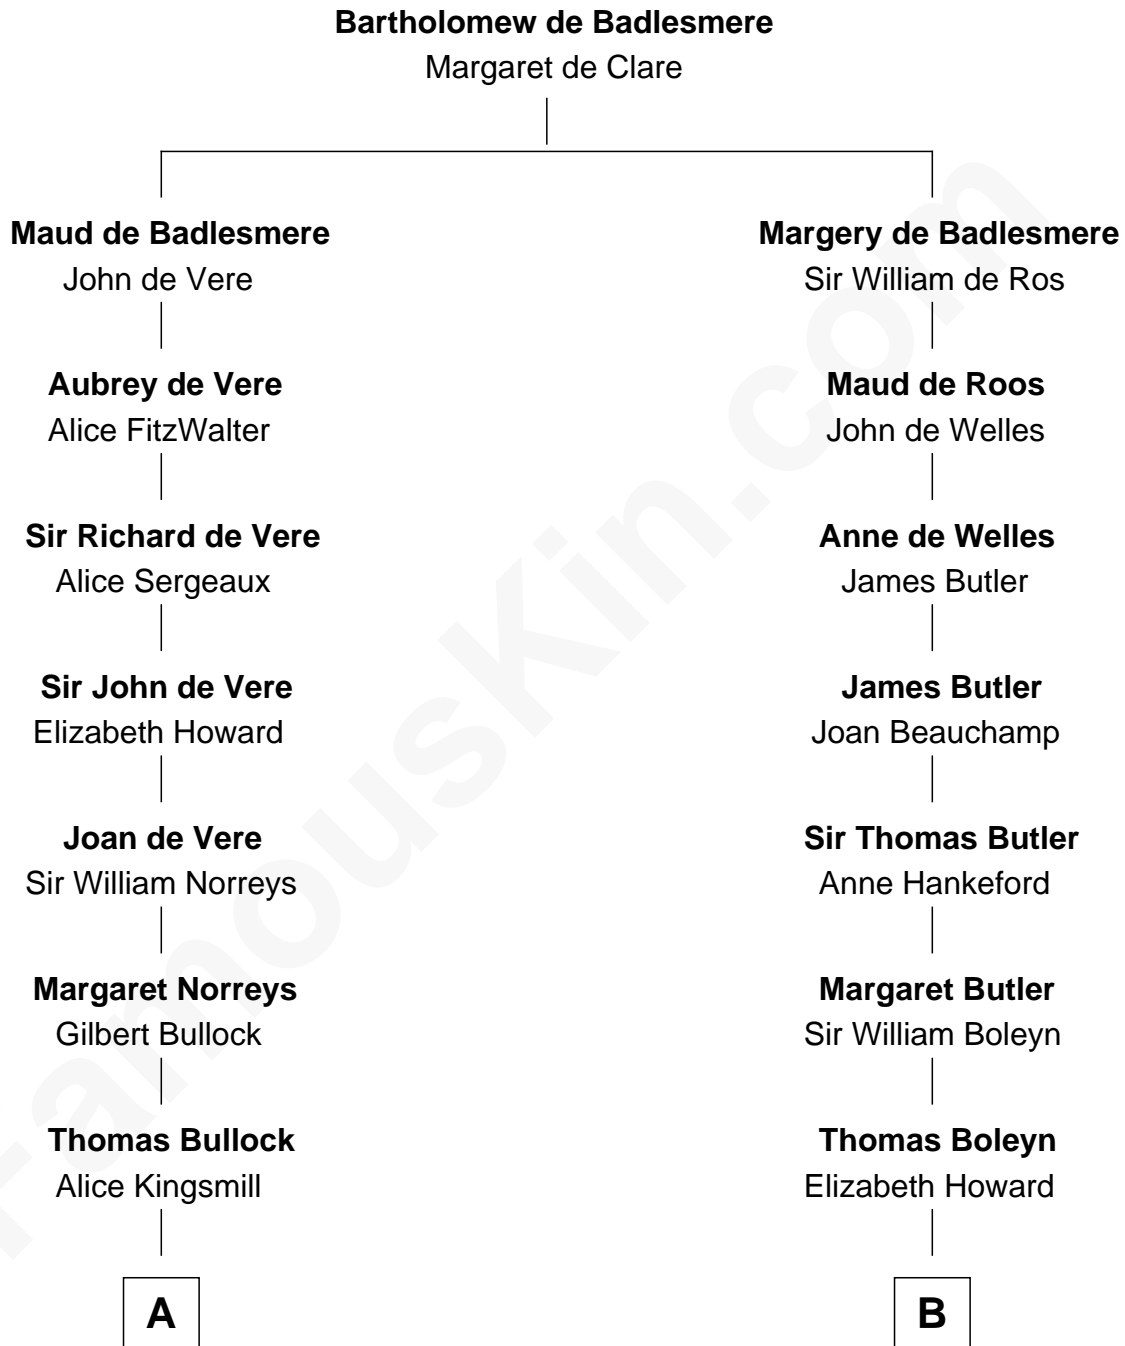 Bartholomew de Badlesmere
Margaret de Clare
Maud de Badlesmere
John de Vere
Margery de Badlesmere
Sir William de Ros
Aubrey de Vere
Alice FitzWalter
Maud de Roos
John de Welles
Sir Richard de Vere
Alice Sergeaux
Anne de Welles
James Butler
Sir John de Vere
Elizabeth Howard
James Butler
Joan Beauchamp
Joan de Vere
Sir William Norreys
Sir Thomas Butler
Anne Hankeford
Margaret Norreys
Gilbert Bullock
Margaret Butler
Sir William Boleyn
Thomas Bullock
Alice Kingsmill
Thomas Boleyn
Elizabeth Howard
A
B
FamousKin.com